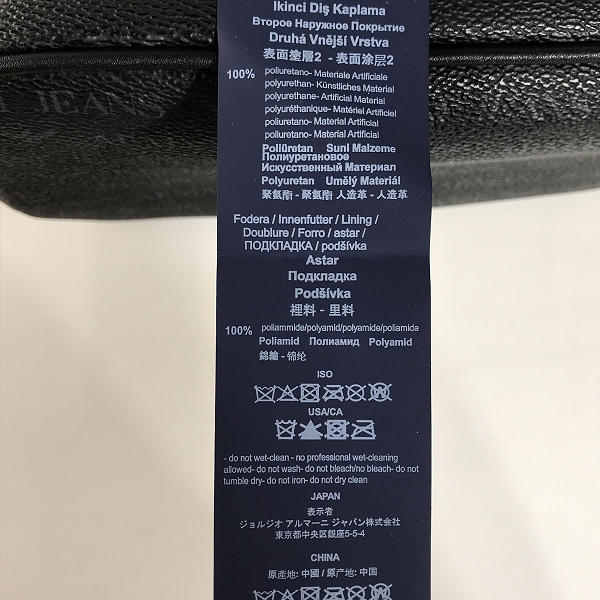 İkinci Diş Kaplama
Второе Наружное Покрытие
Druhá Vnější Vrstva
表面塗層2 - 表面涂层2
100%
poliuretano- Materiale Artificiale
polyurethan- Künstliches Material
polyurethane- Artificial Material
polyuréthanique- Matériel Artificiel
poliuretano- Material Artificial
poliuretano- Material Artificial
Poliüretan Suni Malzeme
Полиуретановое
Искусственный Материал
Polyuretan Umělý Materiál
聚氨酯 - 聚氨酯 人造革 - 人造革
Fodera / Innenfutter / Lining /
Doublure / Forro / astar /
ПОДКЛАДКА / podšívka
Astar
Подкладка
Podšívka
裡料 - 里料
100%
poliammide/polyamid/polyamide/poliamida
Poliamid Полиамид Polyamid
錦綸 - 锦纶
ISO
USA/CA
- do not wet-clean - no professional wet-cleaning
allowed- do not wash- do not bleach/no bleach- do not
tumble dry- do not iron- do not dry clean
JAPAN
表示者
ジョルジオ アルマーニ ジャパン株式会社
東京都中央区銀座5-5-4
CHINA
原產地: 中國 / 原产地: 中国